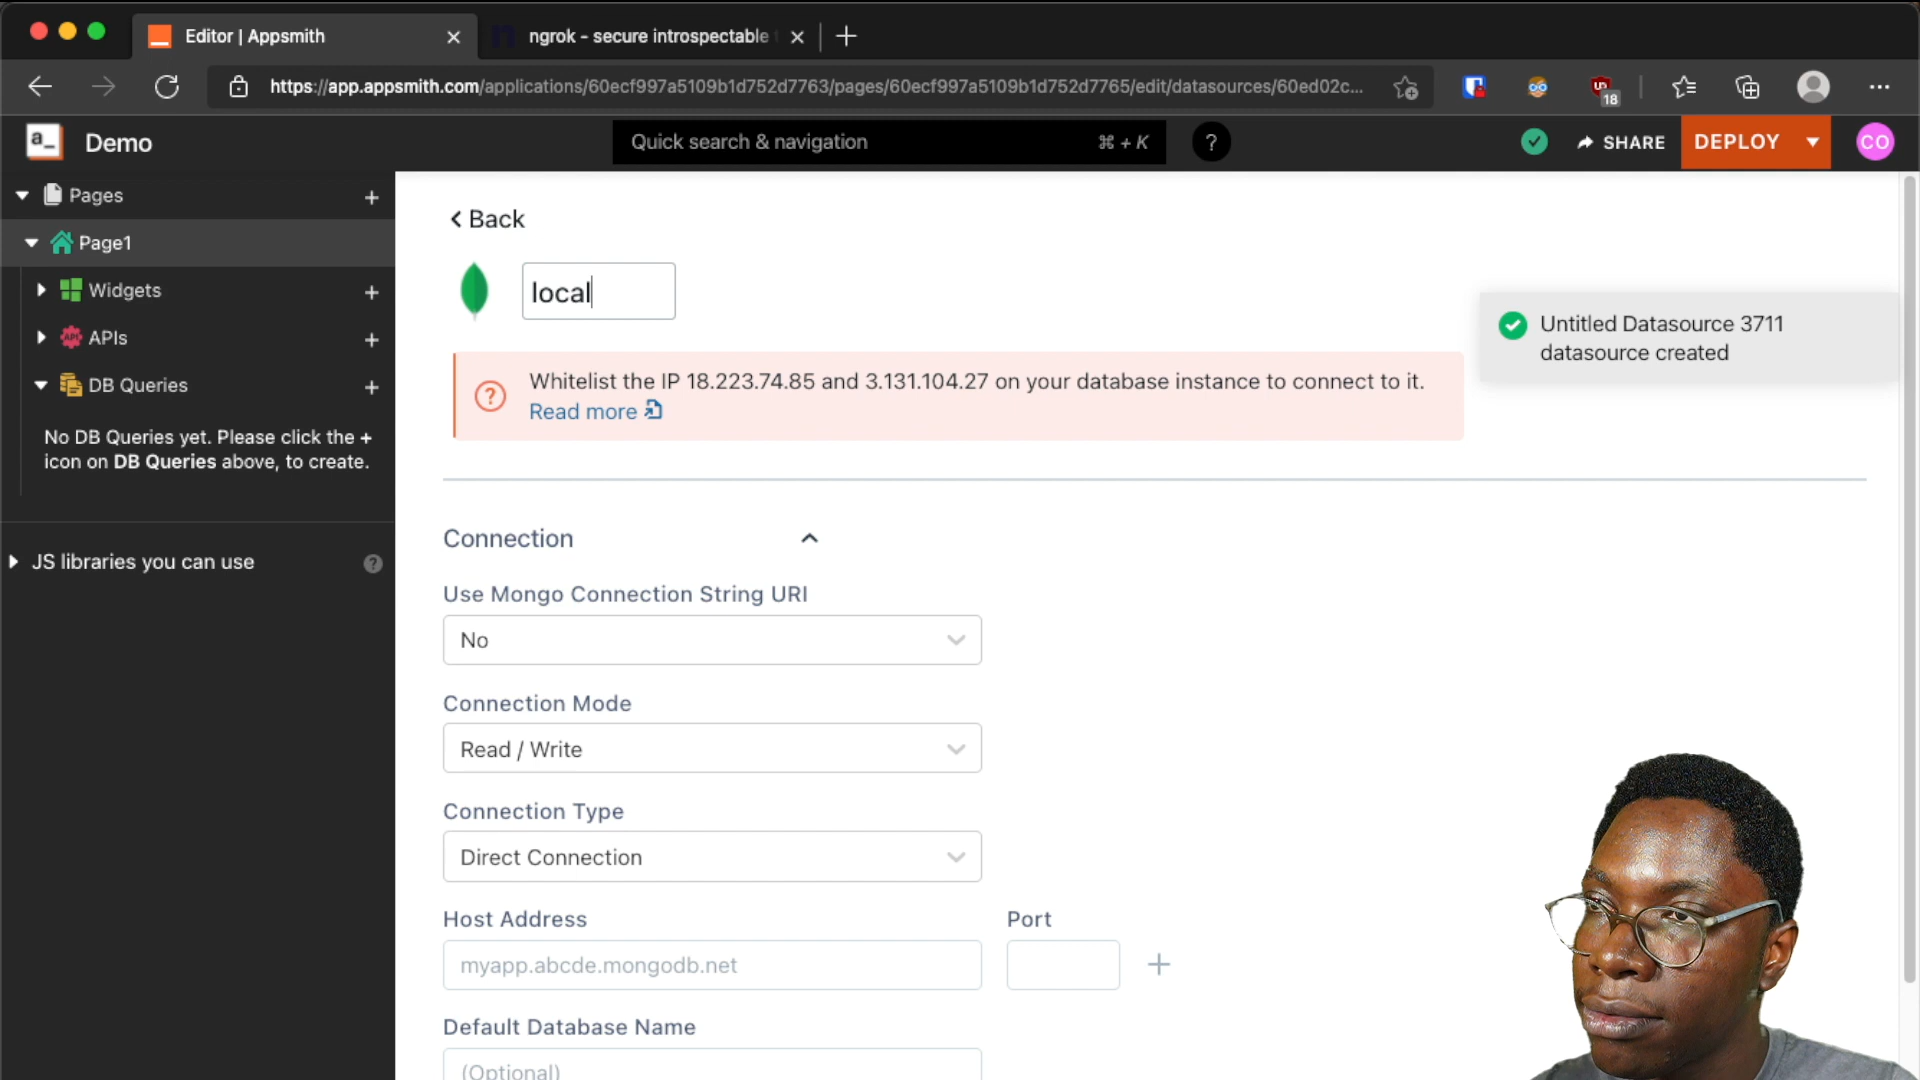 Editor | Appsmith
ngrok - secure introspectable
https://app.appsmith.com/applications/60ecf997a5109b1d752d7763/pages/60ecf997a5109b1d752d7765/edit/datasources/60ed02c...
18
a_
Demo
Quick search & navigation
⌘ + K
?
SHARE
DEPLOY
CO
Pages
Page1
Widgets
APIs
DB Queries
No DB Queries yet. Please click the +
icon on DB Queries above, to create.
JS libraries you can use
?
< Back
local
Whitelist the IP 18.223.74.85 and 3.131.104.27 on your database instance to connect to it.
Read more
Untitled Datasource 3711
datasource created
Connection
Use Mongo Connection String URI
No
Connection Mode
Read / Write
Connection Type
Direct Connection
Host Address
Port
myapp.abcde.mongodb.net
Default Database Name
(Optional)